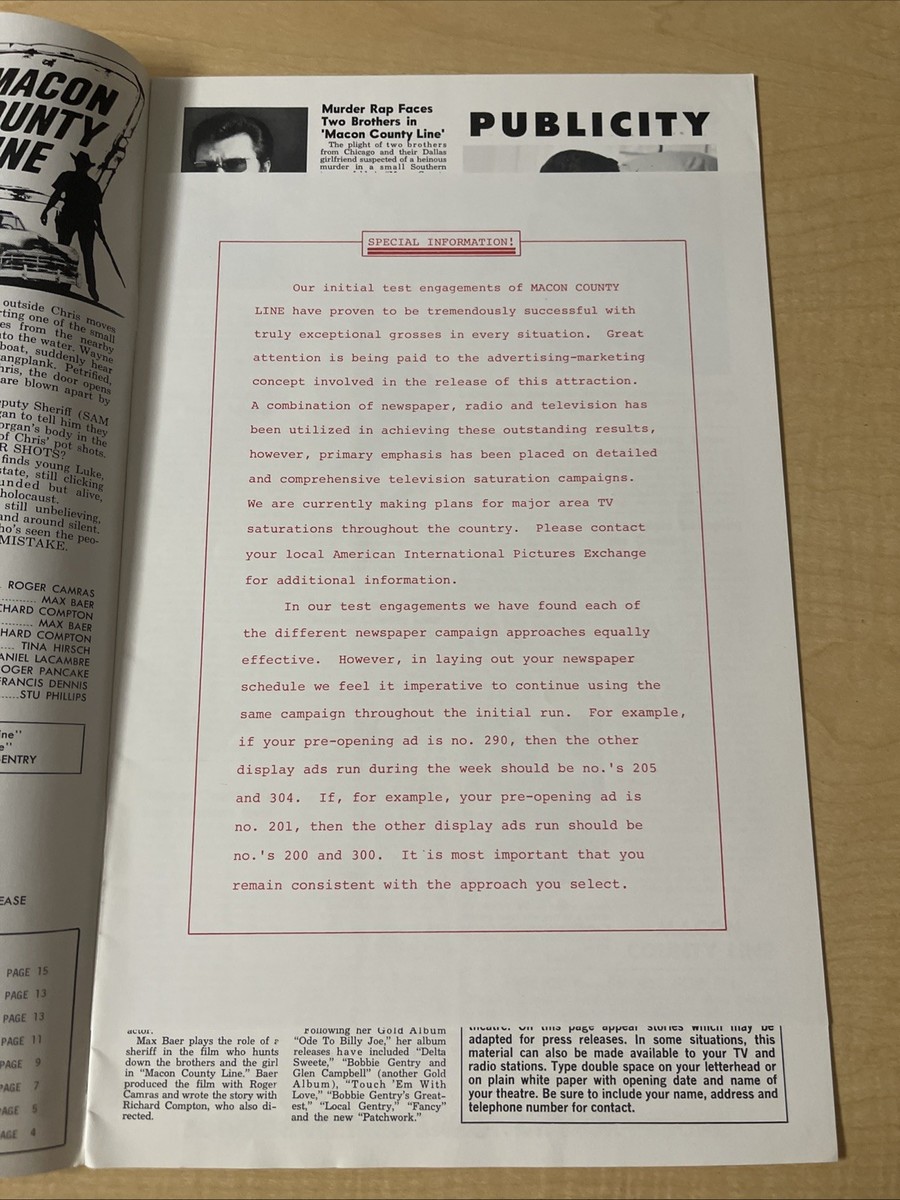 MACON
COUNTY
LINE
outside Chris moves
rting one of the small
es from the nearby
to the water. Wayne
boat, suddenly hear
angplank. Petrified,
hris, the door opens
are blown apart by
puty Sheriff (SAM
gan to tell him they
organ's body in the
of Chris' pot shots.
R SHOTS?
finds young Luke,
state, still clicking
unded but alive,
holocaust.
still unbelieving,
and around silent.
ho's seen the peo-
MISTAKE.
ROGER CAMRAS
MAX BAER
CHARD COMPTON
MAX BAER
HARD COMPTON
TINA HIRSCH
ANIEL LACAMBRE
OGER PANCAKE
FRANCIS DENNIS
STU PHILLIPS
ine"
e"
GENTRY
EASE
PAGE 15
PAGE 13
PAGE 13
PAGE 11
PAGE 9
PAGE 7
PAGE 5
PAGE 4
Murder Rap Faces
Two Brothers in
'Macon County Line'
The plight of two brothers
from Chicago and their Dallas
girlfriend suspected of a heinous
murder in a small Southern
PUBLICITY
SPECIAL INFORMATION!
Our initial test engagements of MACON COUNTY
LINE have proven to be tremendously successful with
truly exceptional grosses in every situation. Great
attention is being paid to the advertising-marketing
concept involved in the release of this attraction.
A combination of newspaper, radio and television has
been utilized in achieving these outstanding results,
however, primary emphasis has been placed on detailed
and comprehensive television saturation campaigns.
We are currently making plans for major area TV
saturations throughout the country. Please contact
your local American International Pictures Exchange
for additional information.
In our test engagements we have found each of
the different newspaper campaign approaches equally
effective. However, in laying out your newspaper
schedule we feel it imperative to continue using the
same campaign throughout the initial run. For example,
if your pre-opening ad is no. 290, then the other
display ads run during the week should be no.'s 205
and 304. If, for example, your pre-opening ad is
no. 201, then the other display ads run should be
no.'s 200 and 300. It is most important that you
remain consistent with the approach you select.
actor.
Max Baer plays the role of a
sheriff in the film who hunts
down the brothers and the girl
in "Macon County Line." Baer
produced the film with Roger
Camras and wrote the story with
Richard Compton, who also di-
rected.
Following her Gold Album
"Ode To Billy Joe," her album
releases have included "Delta
Sweete," "Bobbie Gentry and
Glen Campbell" (another Gold
Album), "Touch 'Em With
Love," "Bobbie Gentry's Great-
est," "Local Gentry," "Fancy"
and the new "Patchwork."
theatre. On this page appear stories which may be
adapted for press releases. In some situations, this
material can also be made available to your TV and
radio stations. Type double space on your letterhead or
on plain white paper with opening date and name of
your theatre. Be sure to include your name, address and
telephone number for contact.